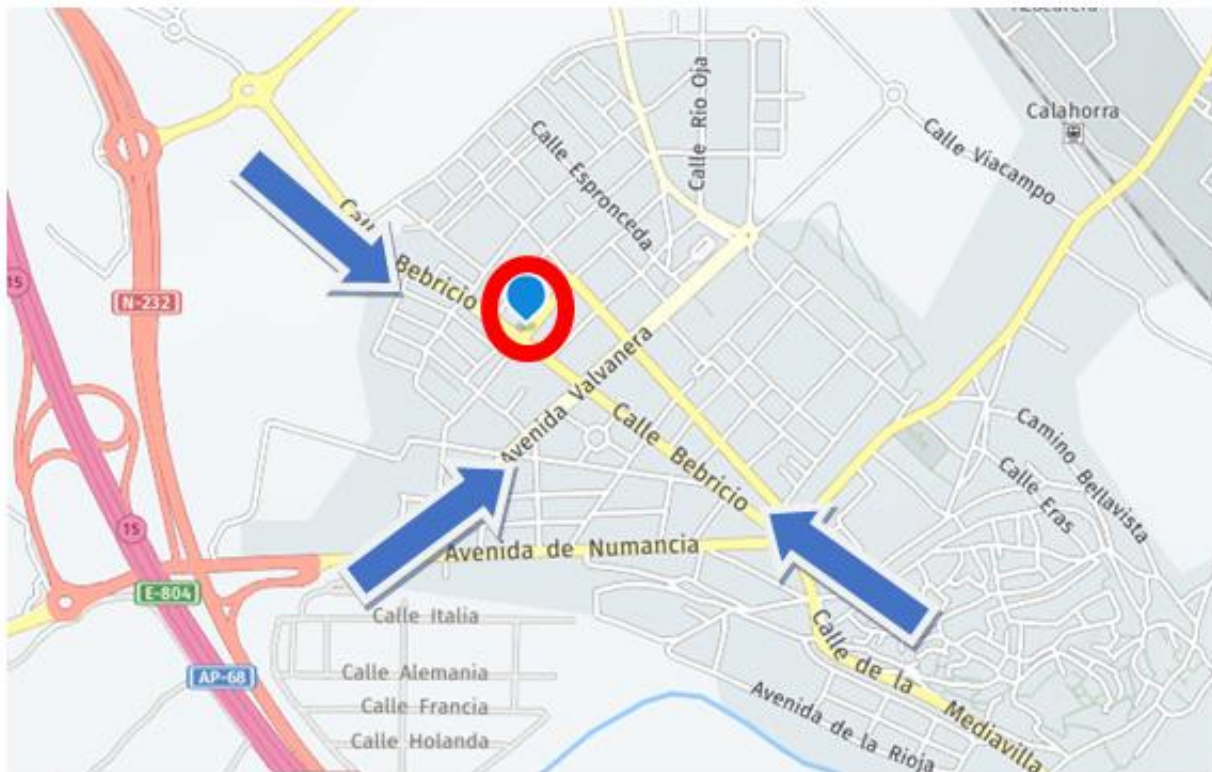 Calahorra
Calle Río Oja
Calle Viacampo
Calle Espronceda
Bebricio
15
N-232
Avenida Valvanera
Calle Bebricio
Camino Bellavista
Calle Eras
15
Avenida de Numancia
E-804
Calle Italia
AP-68
Calle Alemania
Calle de la Mediavilla
Calle Francia
Avenida de la Rioja
Calle Holanda